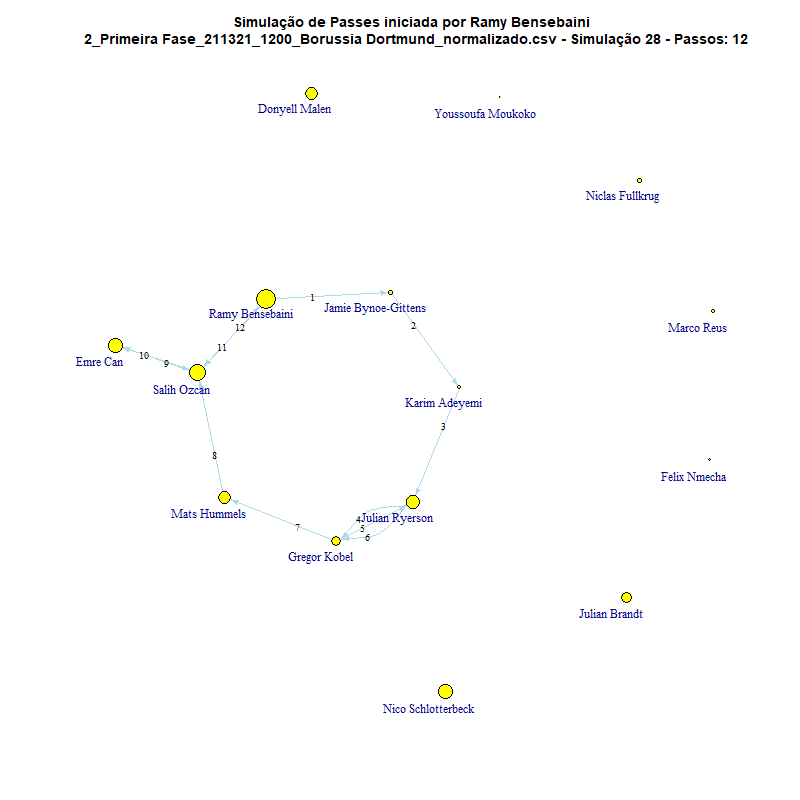 Simulação de Passes iniciada por Ramy Bensebaini
2_Primeira Fase_211321_1200_Borussia Dortmund_normalizado.csv - Simulação 28 - Passos: 12
Donyell Malen
Youssoufa Moukoko
Niclas Fullkrug
Ramy Bensebaini
1
Jamie Bynoe-Gittens
Marco Reus
12
2
11
10
9
Emre Can
Salih Ozcan
Karim Adeyemi
3
8
Felix Nmecha
Mats Hummels
Julian Ryerson
4
5
6
7
Gregor Kobel
Julian Brandt
Nico Schlotterbeck